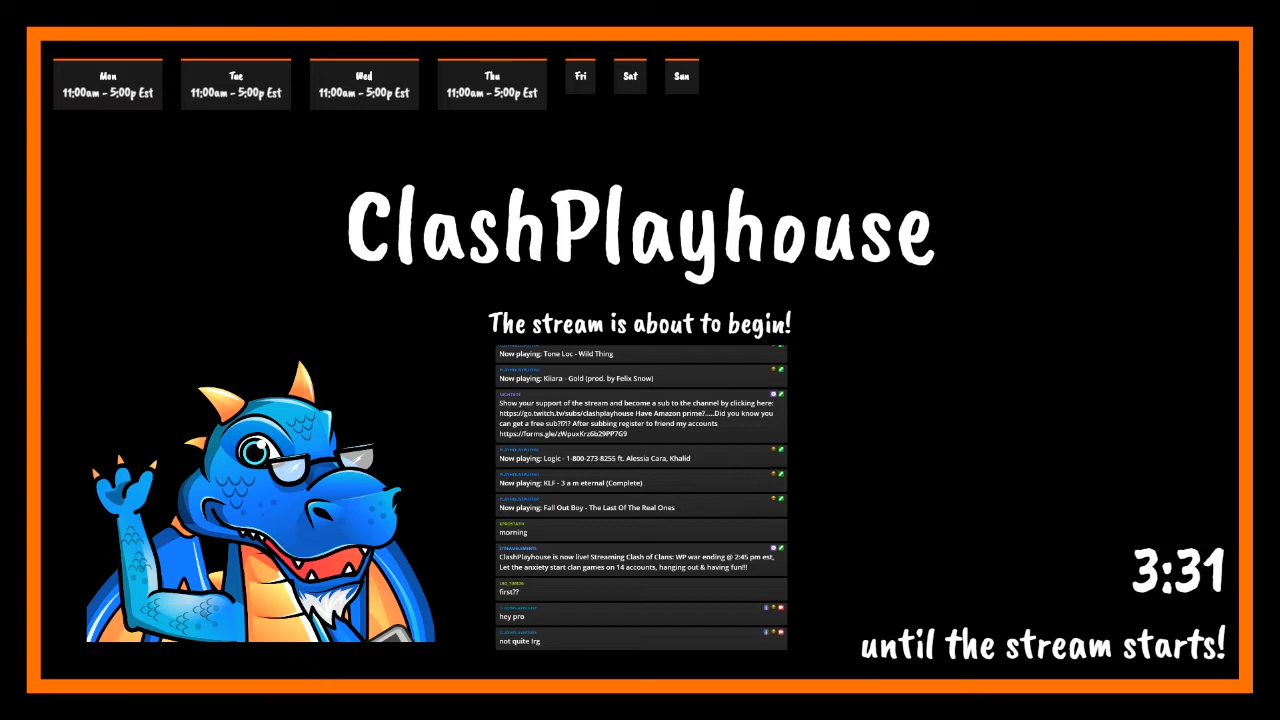 Mon
11:00am - 5:00p Est
Tue
11:00am - 5:00p Est
Wed
11:00am - 5:00p Est
Thu
11:00am - 5:00p Est
Fri
Sat
Sun
ClashPlayhouse
The stream is about to begin!
Now playing: Tone Loc - Wild Thing
Now playing: Kiiara - Gold (prod. by Felix Snow)
Show your support of the stream and become a sub to the channel by clicking here:
https://go.twitch.tv/subs/clashplayhouse Have Amazon prime?.....Did you know you
can get a free sub?!?!? After subbing register to friend my accounts
https://forms.gle/zWpuxKrz6b29PP7G9
Now playing: Logic - 1-800-273-8255 ft. Alessia Cara, Khalid
Now playing: KLF - 3 a m eternal (Complete)
Now playing: Fall Out Boy - The Last Of The Real Ones
morning
STREAMELEMENTS
ClashPlayhouse is now live! Streaming Clash of Clans: WP war ending @ 2:45 pm est,
Let the anxiety start clan games on 14 accounts, hanging out & having fun!!!
first??
CLASHPLAYHOUSE
hey pro
CLASHPLAYHOUSE
not quite lrg
3:31
until the stream starts!